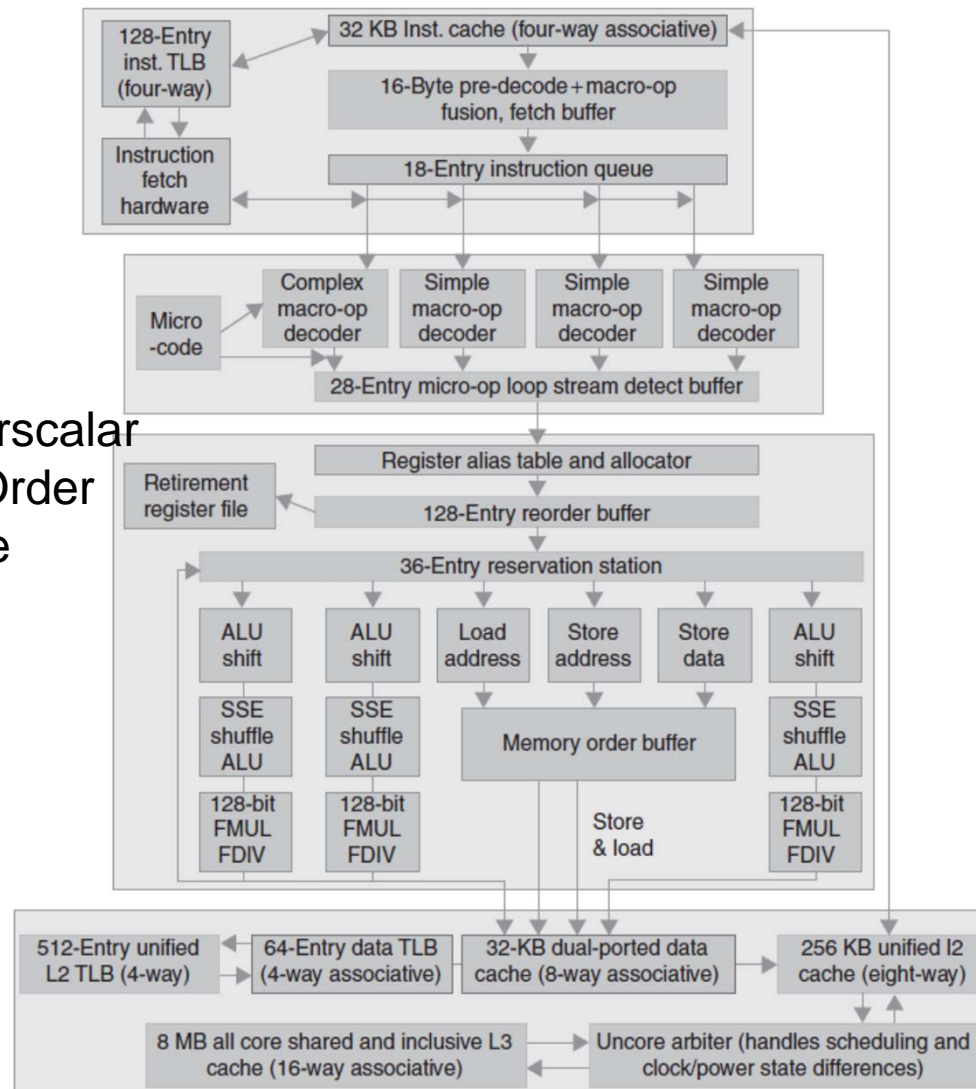 128-Entry
inst. TLB
(four-way)
32 KB Inst. cache (four-way associative)
16-Byte pre-decode+macro-op
fusion, fetch buffer
Instruction
fetch
hardware
18-Entry instruction queue
Micro
-code
Complex
macro-op
decoder
Simple
macro-op
decoder
Simple
macro-op
decoder
Simple
macro-op
decoder
28-Entry micro-op loop stream detect buffer
rscalar
Order
e
Register alias table and allocator
Retirement
register file
128-Entry reorder buffer
36-Entry reservation station
ALU
shift
ALU
shift
Load
address
Store
address
Store
data
ALU
shift
SSE
shuffle
ALU
SSE
shuffle
ALU
Memory order buffer
SSE
shuffle
ALU
128-bit
FMUL
FDIV
128-bit
FMUL
FDIV
Store
& load
128-bit
FMUL
FDIV
512-Entry unified
L2 TLB (4-way)
64-Entry data TLB
(4-way associative)
32-KB dual-ported data
cache (8-way associative)
256 KB unified l2
cache (eight-way)
8 MB all core shared and inclusive L3
cache (16-way associative)
Uncore arbiter (handles scheduling and
clock/power state differences)